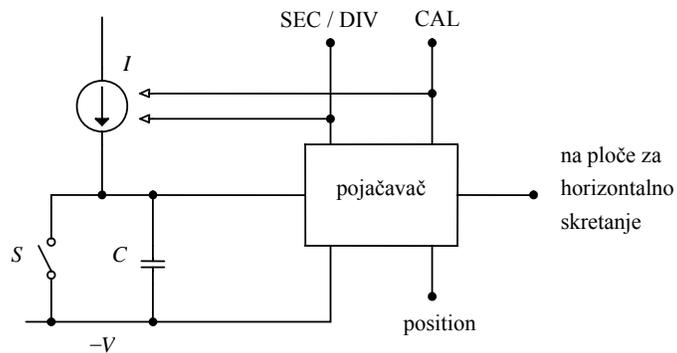 SEC / DIV
CAL
I
na ploče za
horizontalno
skretanje
pojačavač
S
C
position
–V